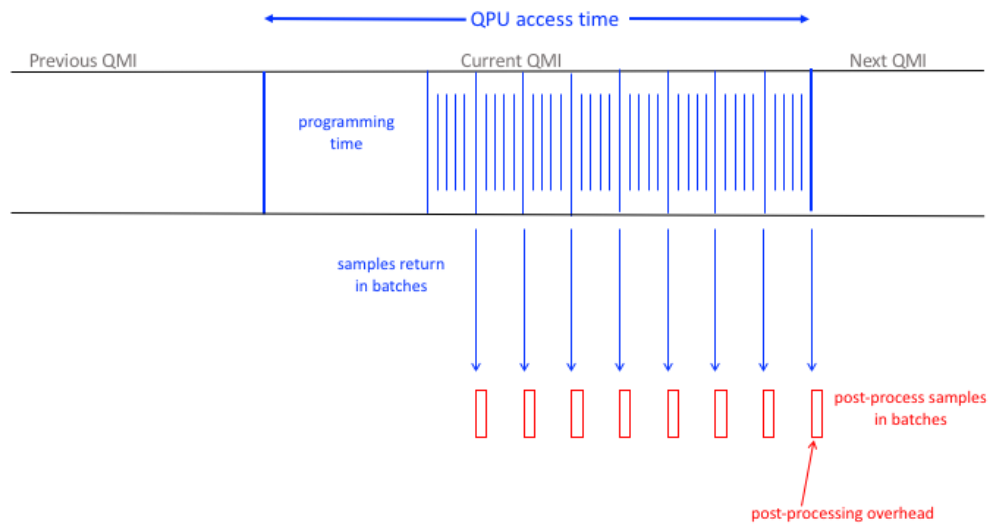 QPU access time
Previous QMI
Current QMI
Next QMI
programming
time
samples return
in batches
post-process samples
in batches
post-processing overhead